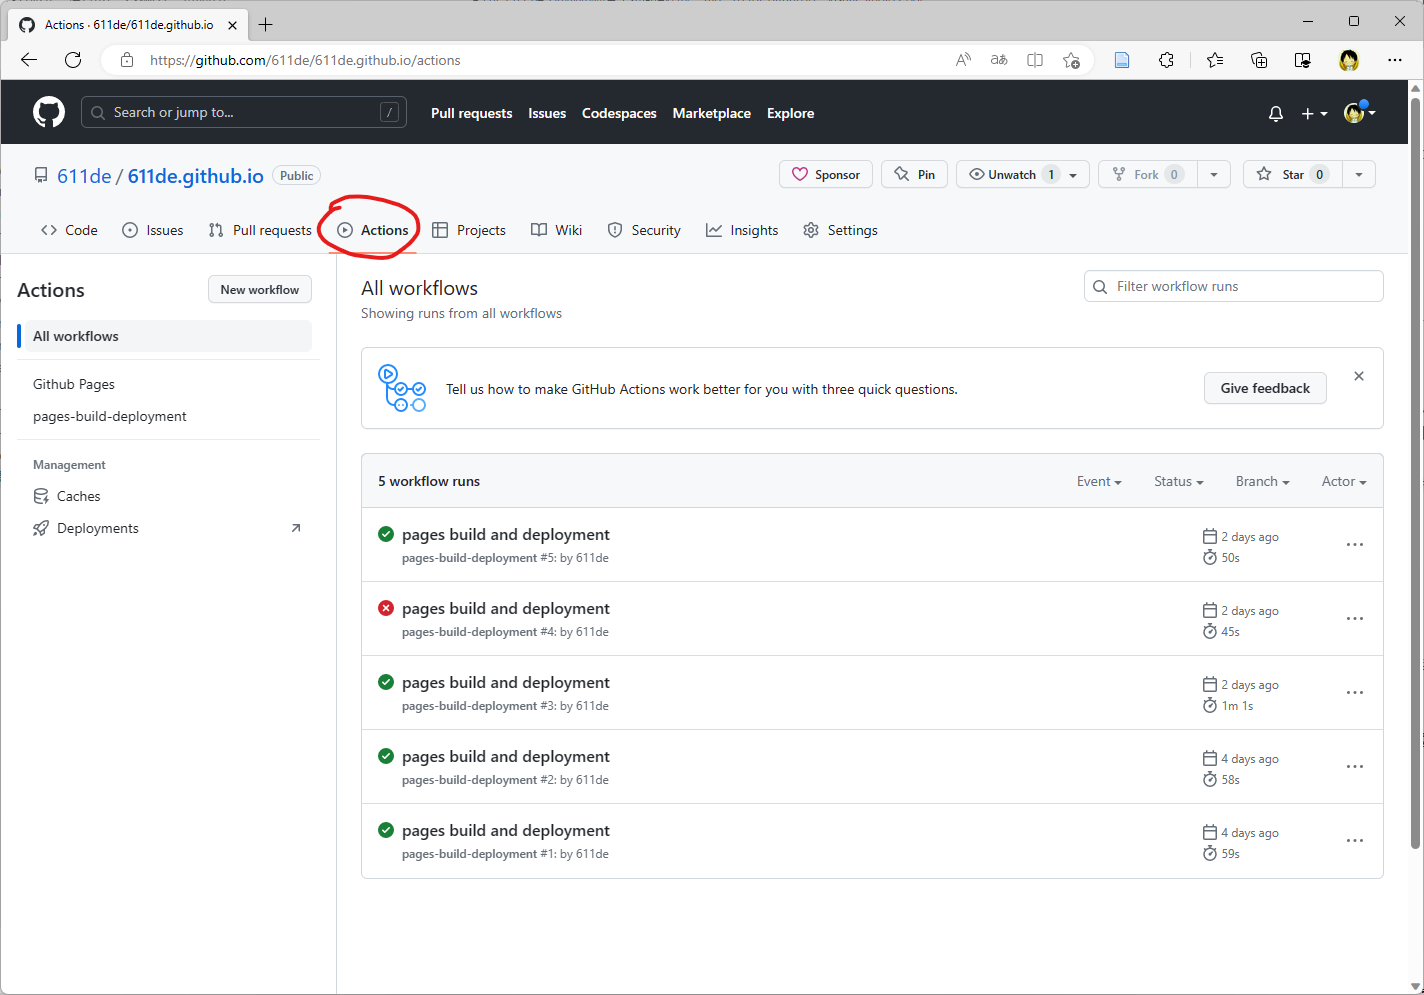 Actions · 611de/611de.github.io
https://github.com/611de/611de.github.io/actions
Search or jump to... /
Pull requests Issues Codespaces Marketplace Explore
611de / 611de.github.io Public
Sponsor Pin Unwatch 1 Fork 0 Star 0
Code Issues Pull requests Actions Projects Wiki Security Insights Settings
Actions
New workflow
All workflows
Github Pages
pages-build-deployment
Management
Caches
Deployments
All workflows
Showing runs from all workflows
Filter workflow runs
Tell us how to make GitHub Actions work better for you with three quick questions.
Give feedback
5 workflow runs
Event Status Branch Actor
pages build and deployment
pages-build-deployment #5: by 611de
2 days ago
50s
pages build and deployment
pages-build-deployment #4: by 611de
2 days ago
45s
pages build and deployment
pages-build-deployment #3: by 611de
2 days ago
1m 1s
pages build and deployment
pages-build-deployment #2: by 611de
4 days ago
58s
pages build and deployment
pages-build-deployment #1: by 611de
4 days ago
59s